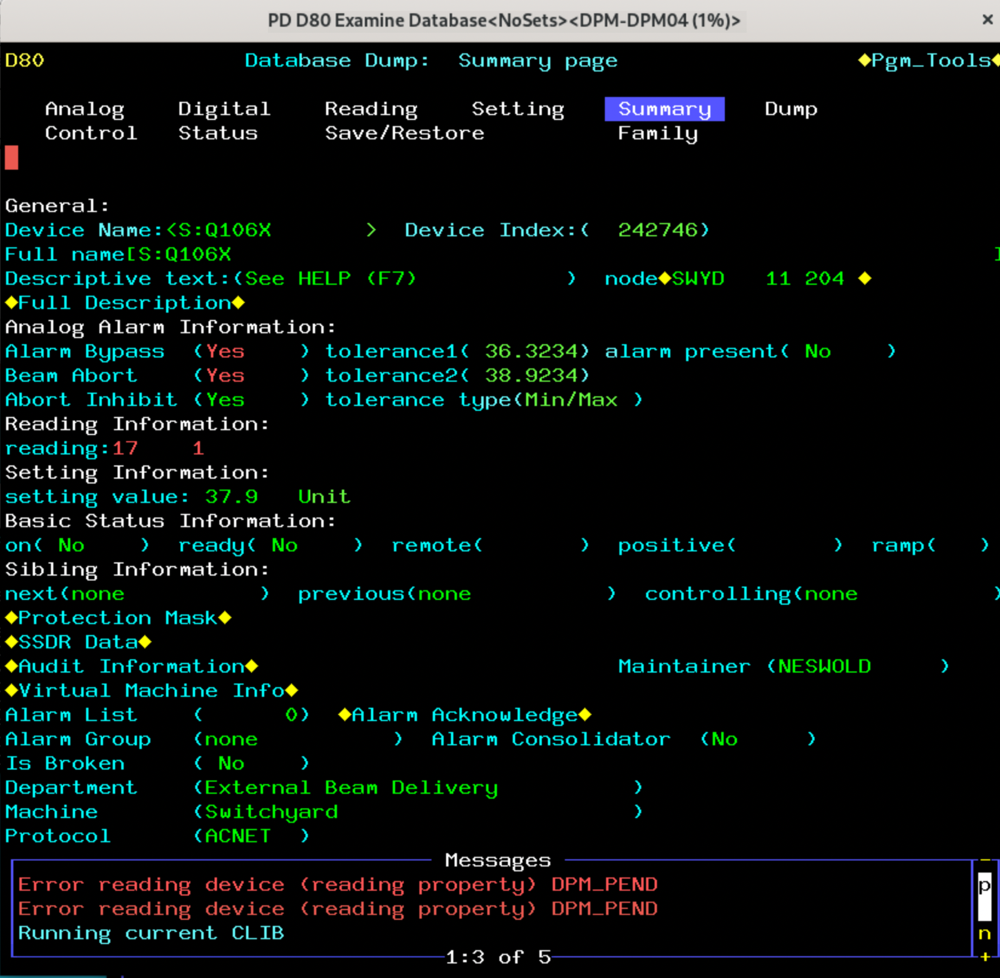 PD D80 Examine Database<NoSets><DPM-DPM04 (1%)> ×
D80 Database Dump: Summary page ◆Pgm_Tools◆
Analog Digital Reading Setting Summary Dump
Control Status Save/Restore Family
General:
Device Name:<S:Q106X > Device Index:( 242746)
Full name[S:Q106X ]
Descriptive text:(See HELP (F7) ) node◆SWYD 11 204 ◆
◆Full Description◆
Analog Alarm Information:
Alarm Bypass (Yes ) tolerance1( 36.3234) alarm present( No )
Beam Abort (Yes ) tolerance2( 38.9234)
Abort Inhibit (Yes ) tolerance type(Min/Max )
Reading Information:
reading:17 1
Setting Information:
setting value: 37.9 Unit
Basic Status Information:
on( No ) ready( No ) remote( ) positive( ) ramp( )
Sibling Information:
next(none ) previous(none ) controlling(none )
◆Protection Mask◆
◆SSDR Data◆
◆Audit Information◆ Maintainer (NESWOLD )
◆Virtual Machine Info◆
Alarm List ( 0) ◆Alarm Acknowledge◆
Alarm Group (none ) Alarm Consolidator (No )
Is Broken ( No )
Department (External Beam Delivery )
Machine (Switchyard )
Protocol (ACNET )
Messages -
Error reading device (reading property) DPM_PEND p
Error reading device (reading property) DPM_PEND
Running current CLIB n
1:3 of 5 +